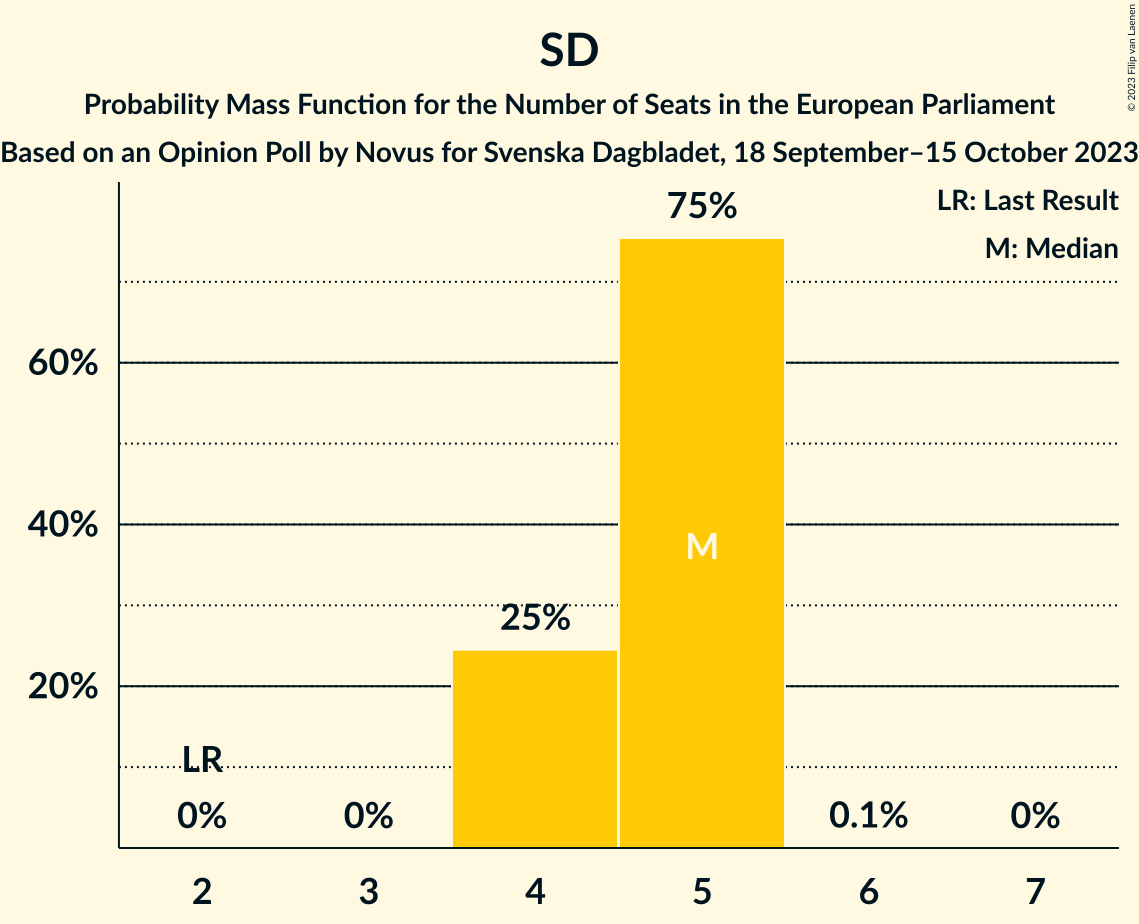 SD
Probability Mass Function for the Number of Seats in the European Parliament
Based on an Opinion Poll by Novus for Svenska Dagbladet, 18 September–15 October 2023
© 2023 Filip van Laenen
LR: Last Result
M: Median
75%
60%
40%
M
25%
20%
LR
0%
0%
0.1%
0%
2
3
4
5
6
7